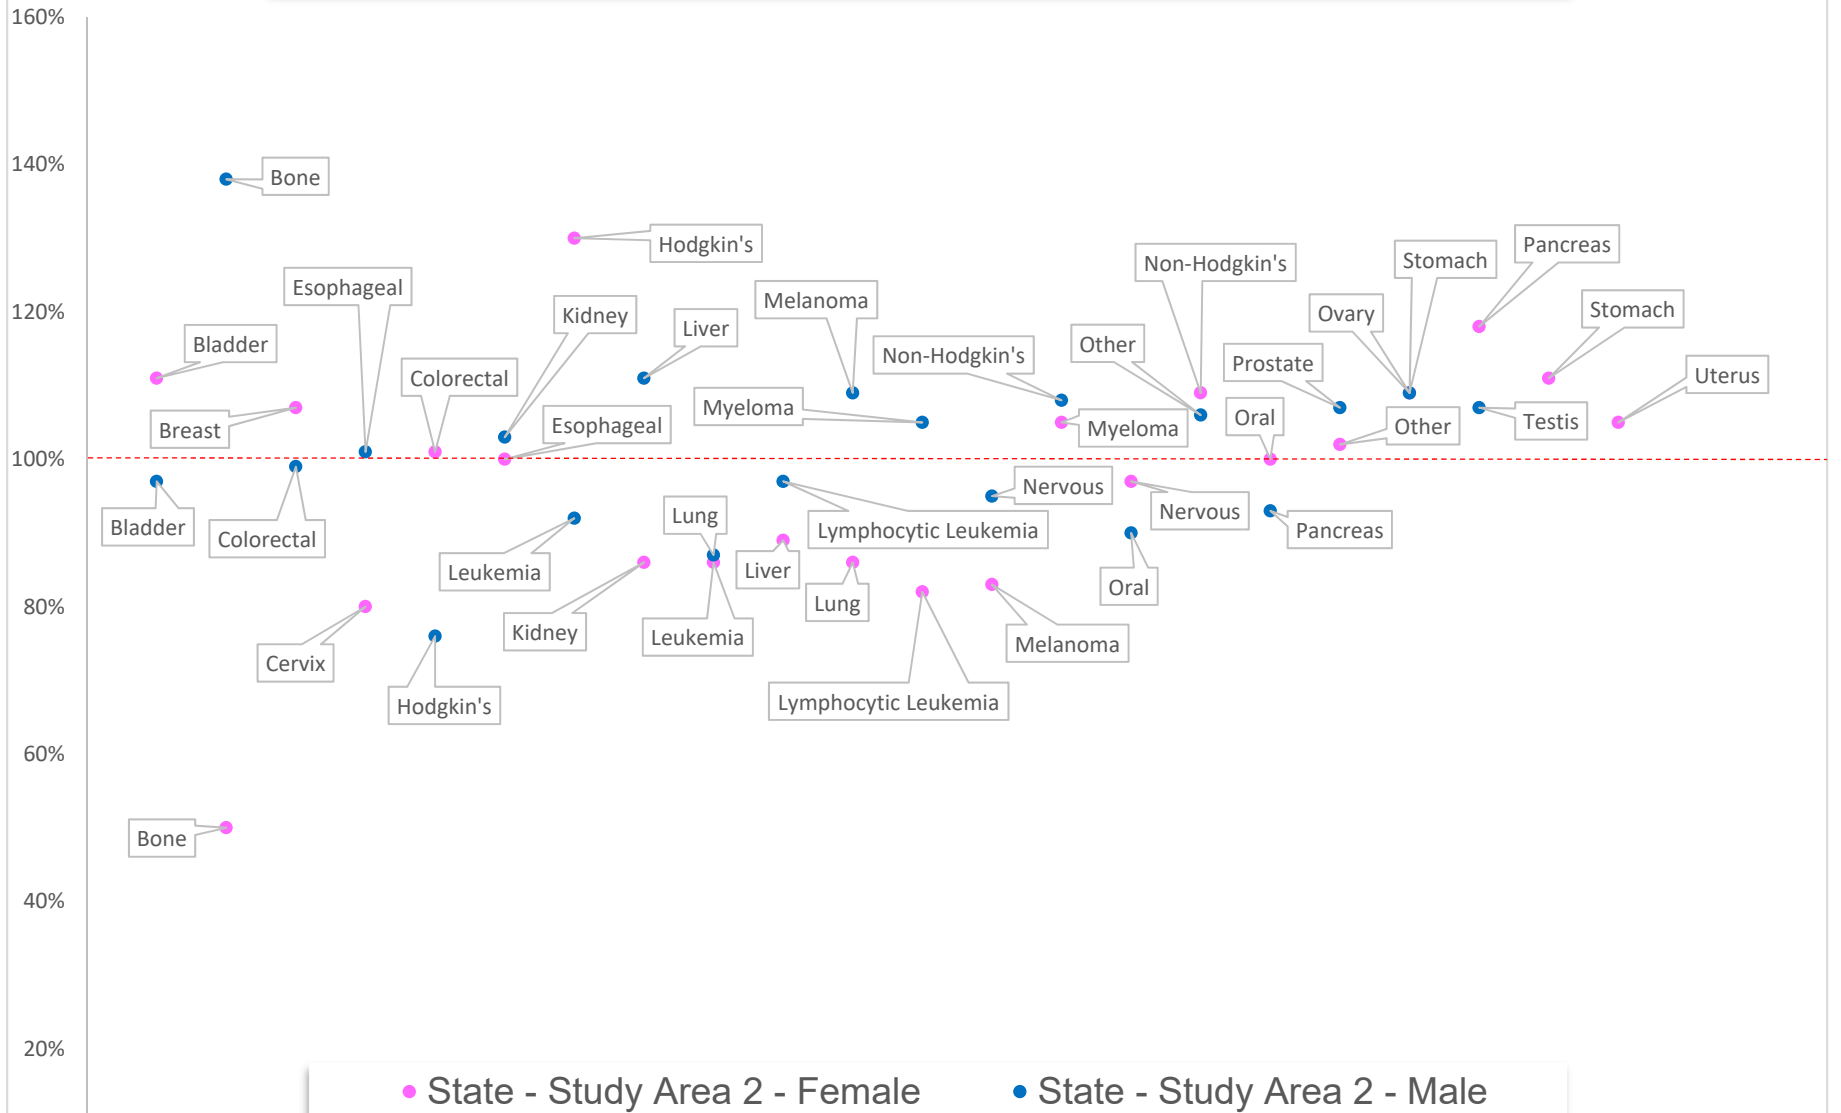 160%
140%
Bone
Hodgkin's
Pancreas
Non-Hodgkin's
Stomach
Esophageal
Melanoma
120%
Kidney
Liver
Ovary
Stomach
Bladder
Non-Hodgkin's
Other
Prostate
Uterus
Colorectal
Myeloma
Breast
Esophageal
Myeloma
Oral
Other
Testis
100%
Bladder
Colorectal
Lung
Nervous
Nervous
Lymphocytic Leukemia
Pancreas
Leukemia
Liver
Oral
80%
Lung
Kidney
Leukemia
Melanoma
Cervix
Hodgkin's
Lymphocytic Leukemia
60%
Bone
40%
20%
State - Study Area 2 - Female
State - Study Area 2 - Male